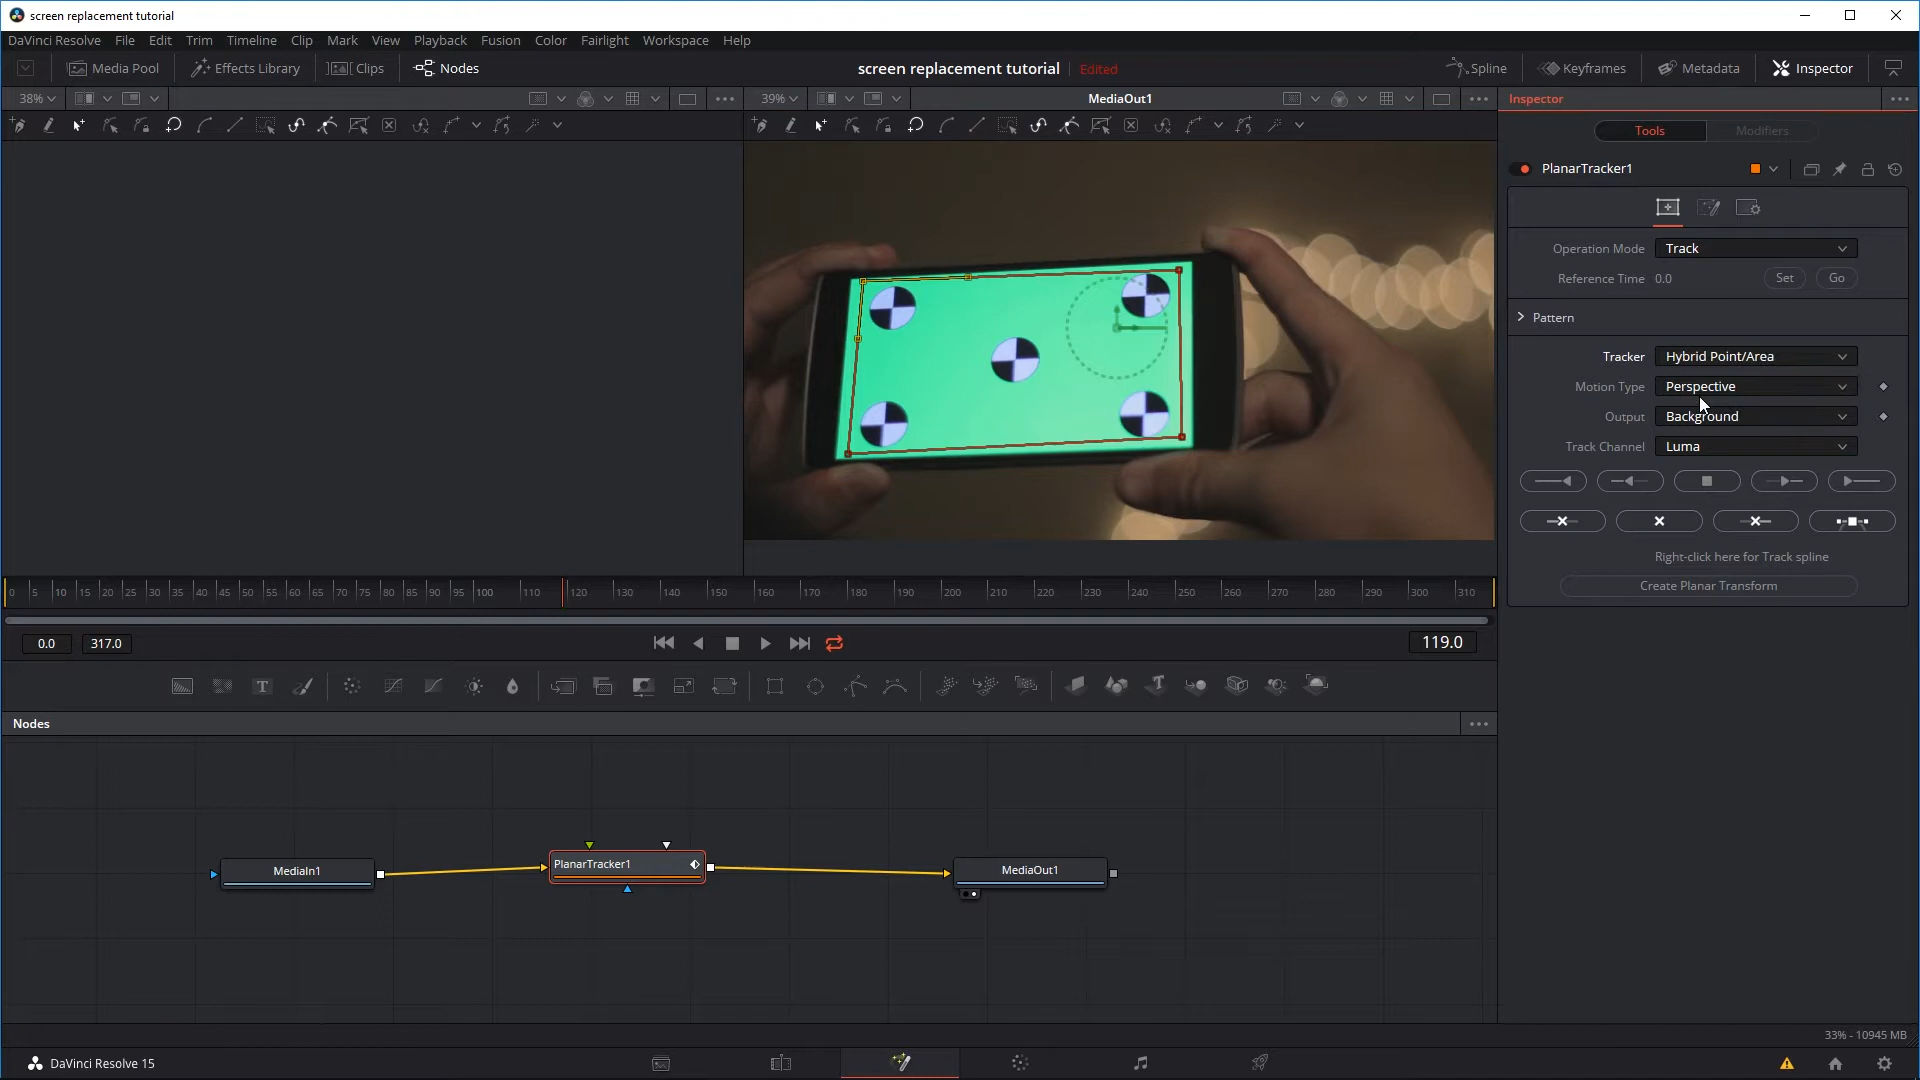 screen replacement tutorial
DaVinci Resolve File Edit Trim Timeline Clip Mark View Playback Fusion Color Fairlight Workspace Help
Media Pool Effects Library Clips Nodes screen replacement tutorial Edited Spline Keyframes Metadata Inspector
38% 39% MediaOut1 Inspector
Tools Modifiers
PlanarTracker1
Operation Mode Track
Reference Time 0.0 Set Go
Pattern
Tracker Hybrid Point/Area
Motion Type Perspective
Output Background
Track Channel Luma
Right-click here for Track spline
Create Planar Transform
0 5 10 15 20 25 30 35 40 45 50 55 60 65 70 75 80 85 90 95 100 110 120 130 140 150 160 170 180 190 200 210 220 230 240 250 260 270 280 290 300 310
0.0 317.0 119.0
Nodes
MediaIn1 PlanarTracker1 MediaOut1
33% - 10945 MB
DaVinci Resolve 15